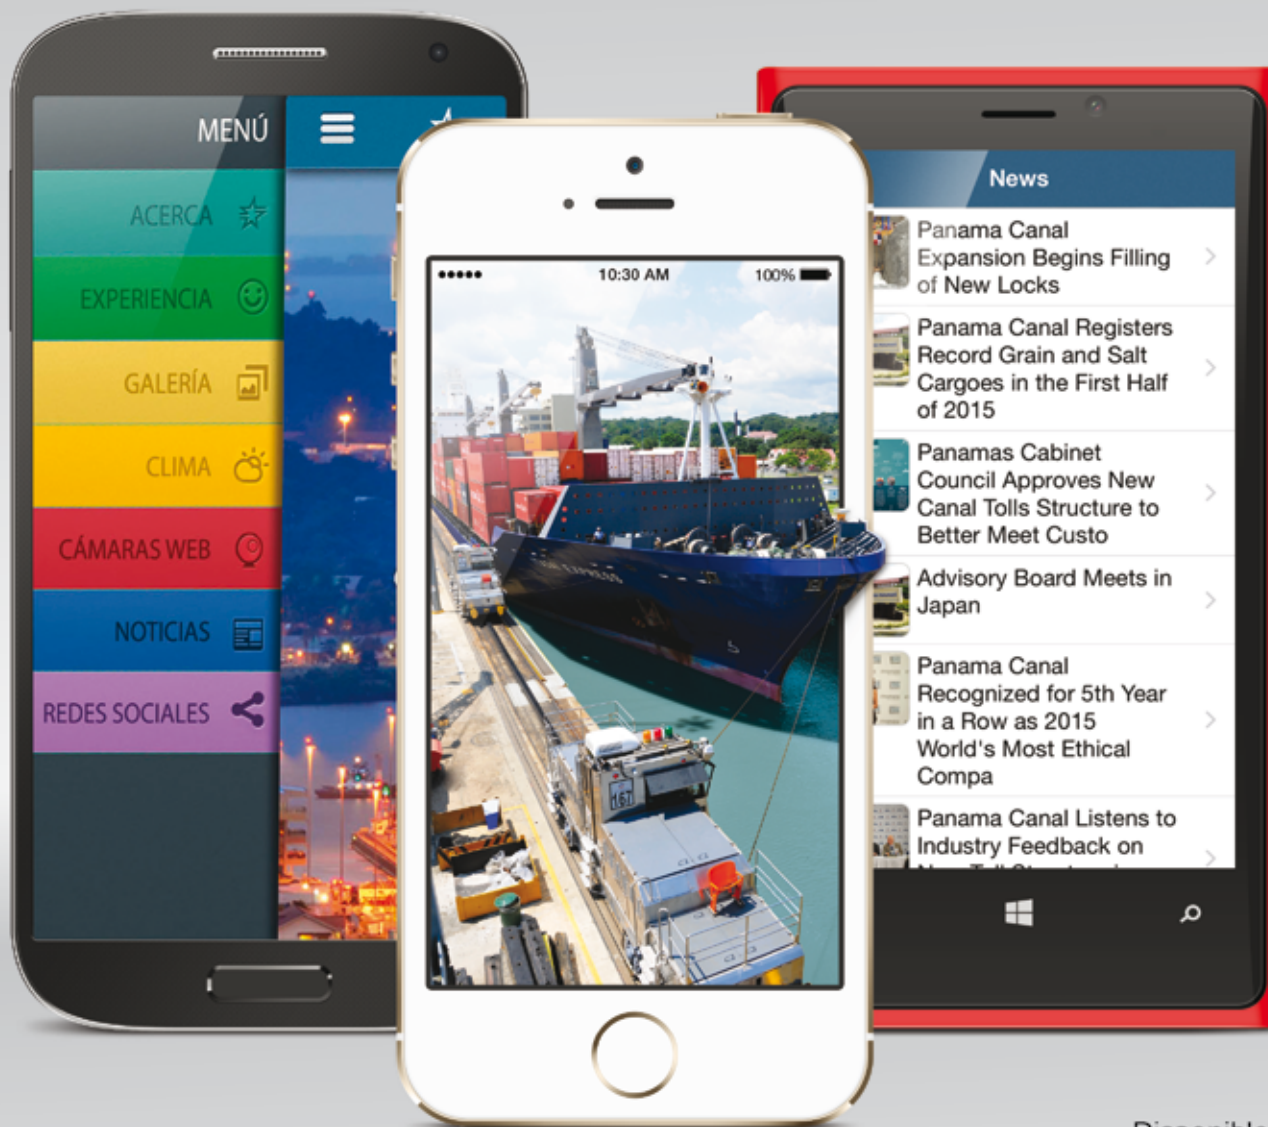 MENÚ
ACERCA
EXPERIENCIA
GALERÍA
CLIMA
CÁMARAS WEB
NOTICIAS
REDES SOCIALES
10:30 AM
100%
EXPRESS
167
News
Panama Canal
Expansion Begins Filling
of New Locks
Panama Canal Registers
Record Grain and Salt
Cargoes in the First Half
of 2015
Panamas Cabinet
Council Approves New
Canal Tolls Structure to
Better Meet Custo
Advisory Board Meets in
Japan
Panama Canal
Recognized for 5th Year
in a Row as 2015
World's Most Ethical
Compa
Panama Canal Listens to
Industry Feedback on